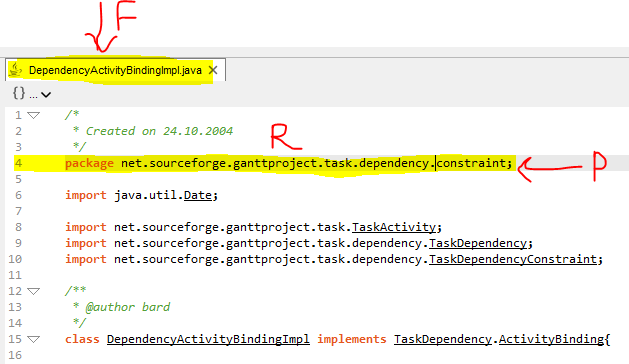 F
DependencyActivityBindingImpl.java
{} ...
1 /*
2 * Created on 24.10.2004
R
3 */
4 package net.sourceforge.ganttproject.task.dependency.constraint;
P
5
6 import java.util.Date;
7
8 import net.sourceforge.ganttproject.task.TaskActivity;
9 import net.sourceforge.ganttproject.task.dependency.TaskDependency;
10 import net.sourceforge.ganttproject.task.dependency.TaskDependencyConstraint;
11
12 /**
13 * @author bard
14 */
15 class DependencyActivityBindingImpl implements TaskDependency.ActivityBinding{
16